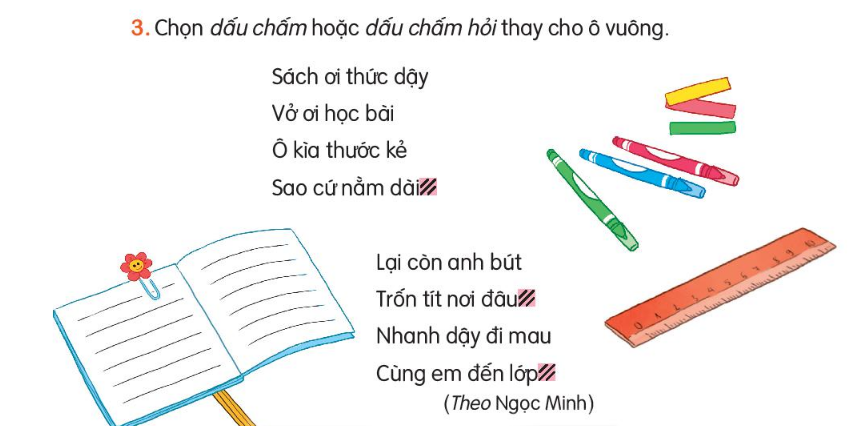 3. Chọn dấu chấm hoặc dấu chấm hỏi thay cho ô vuông.
Sách ơi thức dậy
Vở ơi học bài
Ô kìa thước kẻ
Sao cứ nằm dài
Lại còn anh bút
Trốn tít nơi đâu
Nhanh dậy đi mau
Cùng em đến lớp
(Theo Ngọc Minh)